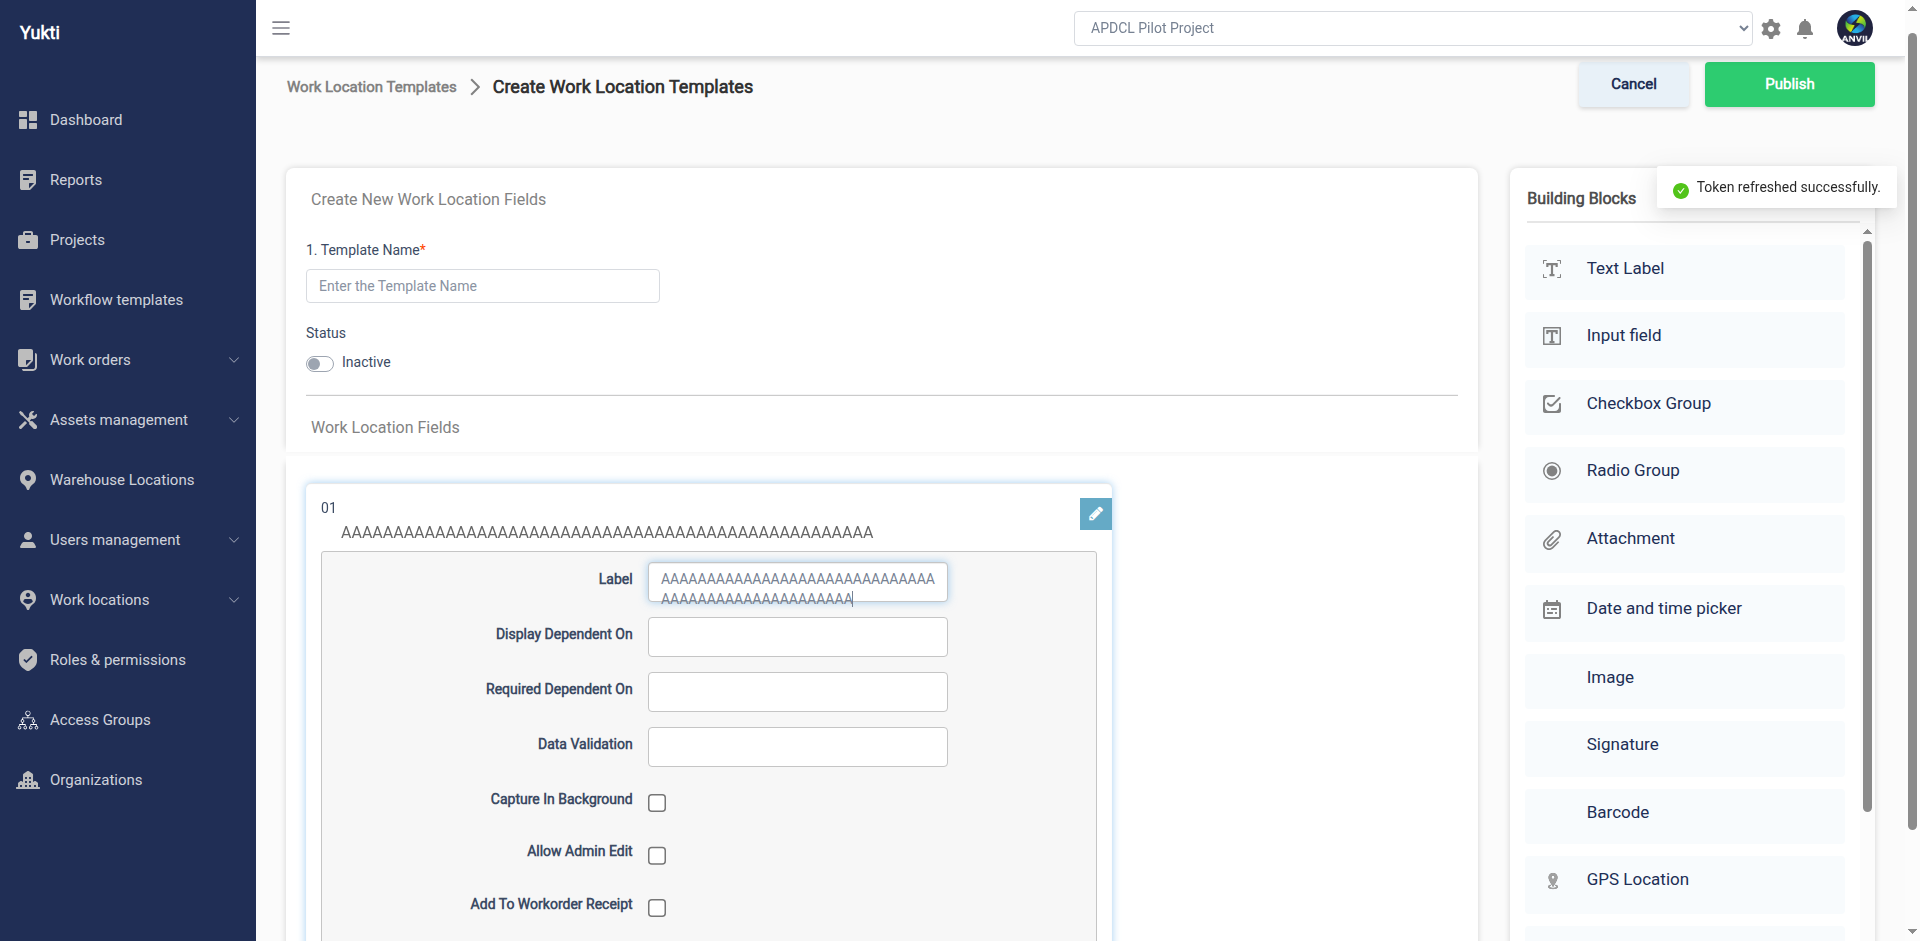 Yukti
APDCL Pilot Project
ANVIL
Work Location Templates
Create Work Location Templates
Cancel
Publish
Dashboard
Reports
Projects
Workflow templates
Work orders
Assets management
Warehouse Locations
Users management
Work locations
Roles & permissions
Access Groups
Organizations
Create New Work Location Fields
1. Template Name*
Enter the Template Name
Status
Inactive
Work Location Fields
01
AAAAAAAAAAAAAAAAAAAAAAAAAAAAAAAAAAAAAAAAAAAAAAAAAAA
Label
AAAAAAAAAAAAAAAAAAAAAAAAAAAAAA
AAAAAAAAAAAAAAAAAAAAA
Display Dependent On
Required Dependent On
Data Validation
Capture In Background
Allow Admin Edit
Add To Workorder Receipt
Building Blocks
Token refreshed successfully.
Text Label
Input field
Checkbox Group
Radio Group
Attachment
Date and time picker
Image
Signature
Barcode
GPS Location